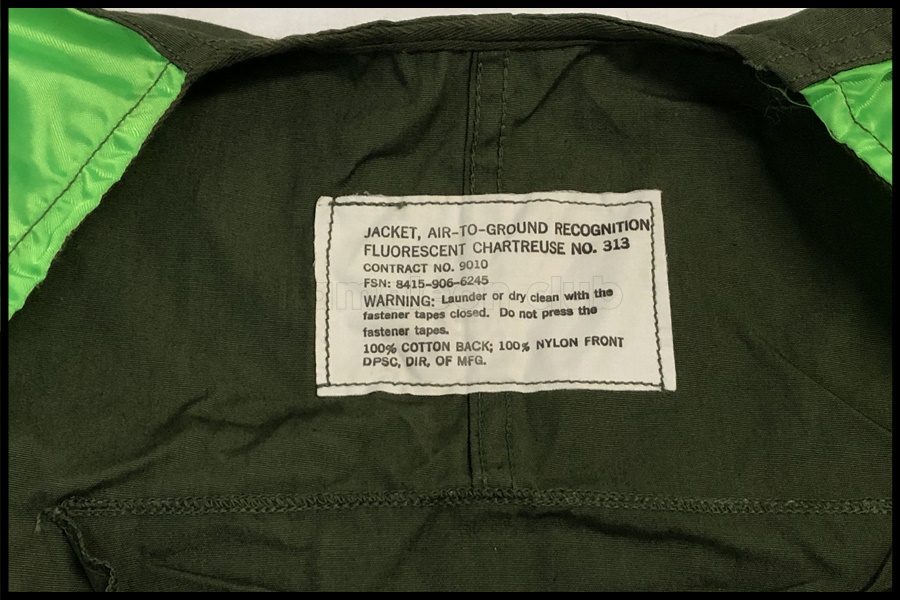 JACKET, AIR-TO-GROUND RECOGNITION
FLUORESCENT CHARTREUSE NO. 313
CONTRACT NO. 9010
FSN: 8415-906-6245
WARNING: Launder or dry clean with the
fastener tapes closed. Do not press the
fastener tapes.
100% COTTON BACK; 100% NYLON FRONT
DPSC, DIR, OF MFG.